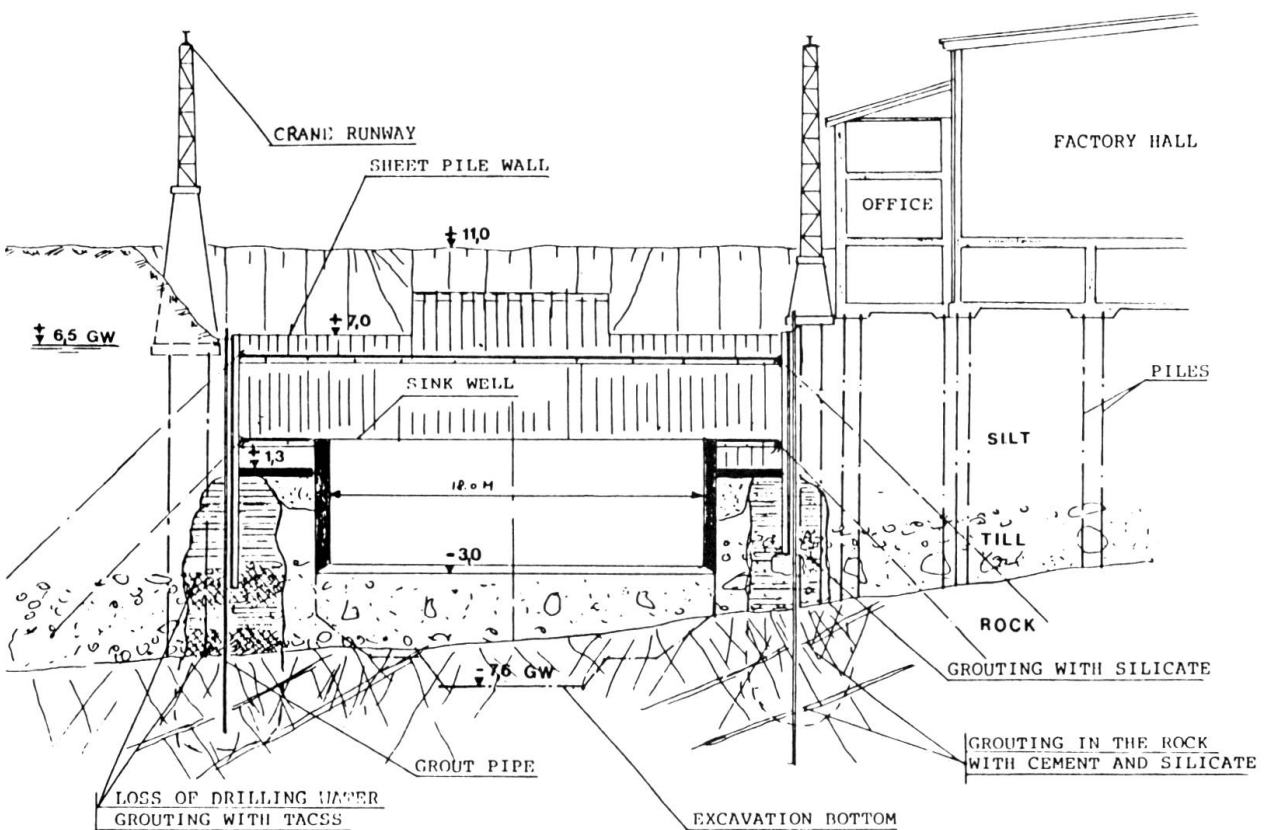 CRANE RUNWAY
SHEET PILE WALL
FACTORY HALL
OFFICE
+ 11,0
+ 7,0
+ 6,5 GW
SINK WELL
PILES
SILT
+ 1,3
18.0 M
TILL
- 3,0
ROCK
- 7,6 GW
GROUTING WITH SILICATE
GROUT PIPE
GROUTING IN THE ROCK
WITH CEMENT AND SILICATE
LOSS OF DRILLING WATER
GROUTING WITH TACSS
EXCAVATION BOTTOM